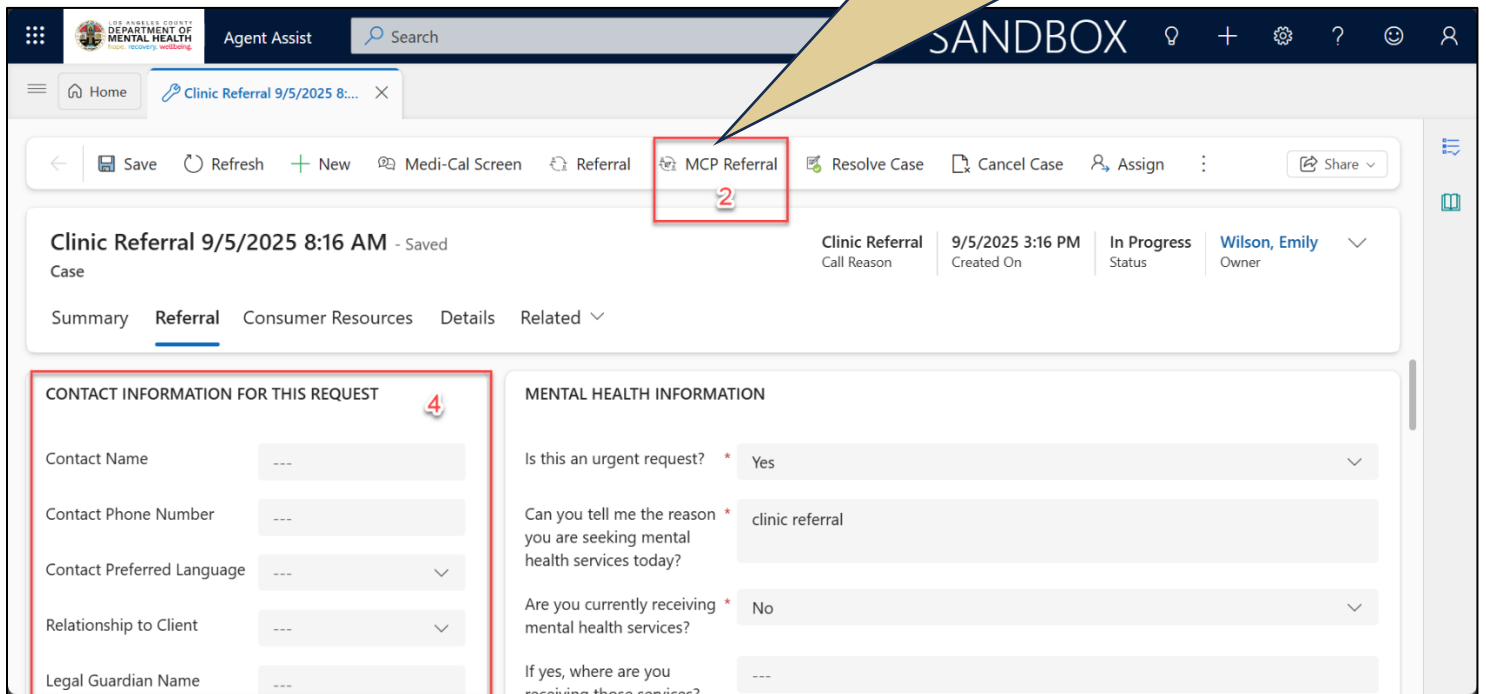 LOS ANGELES COUNTY
DEPARTMENT OF
MENTAL HEALTH
hope. recovery. wellbeing.
Agent Assist
Search
SANDBOX
Home
Clinic Referral 9/5/2025 8:...
Save
Refresh
New
Medi-Cal Screen
Referral
MCP Referral
Resolve Case
Cancel Case
Assign
Share
2
Clinic Referral 9/5/2025 8:16 AM - Saved
Case
Clinic Referral
Call Reason
9/5/2025 3:16 PM
Created On
In Progress
Status
Wilson, Emily
Owner
Summary
Referral
Consumer Resources
Details
Related
CONTACT INFORMATION FOR THIS REQUEST
4
Contact Name
---
Contact Phone Number
---
Contact Preferred Language
---
Relationship to Client
---
Legal Guardian Name
---
MENTAL HEALTH INFORMATION
Is this an urgent request? *
Yes
Can you tell me the reason *
you are seeking mental
health services today?
clinic referral
Are you currently receiving *
mental health services?
No
If yes, where are you
receiving those services?
---